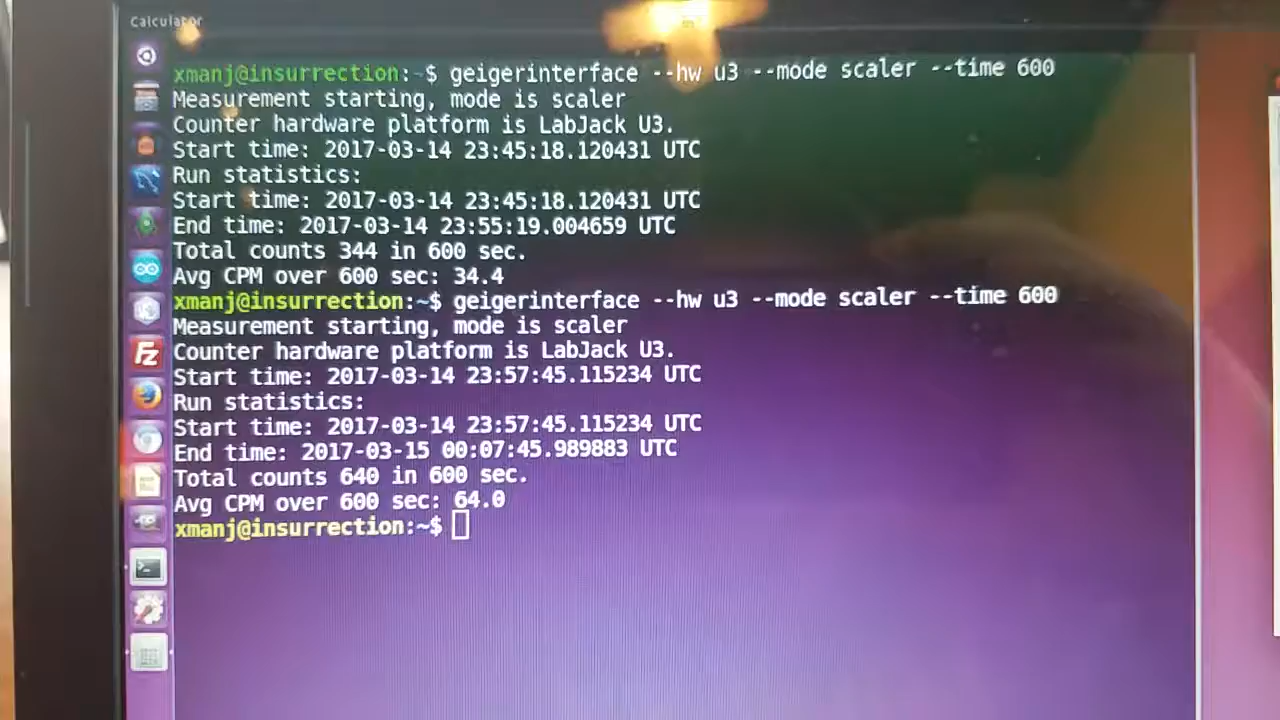 Calculator
xmanj@insurrection:~$ geigerinterface --hw u3 --mode scaler --time 600
Measurement starting, mode is scaler
Counter hardware platform is LabJack U3.
Start time: 2017-03-14 23:45:18.120431 UTC
Run statistics:
Start time: 2017-03-14 23:45:18.120431 UTC
End time: 2017-03-14 23:55:19.004659 UTC
Total counts 344 in 600 sec.
Avg CPM over 600 sec: 34.4
xmanj@insurrection:~$ geigerinterface --hw u3 --mode scaler --time 600
Measurement starting, mode is scaler
Counter hardware platform is LabJack U3.
Start time: 2017-03-14 23:57:45.115234 UTC
Run statistics:
Start time: 2017-03-14 23:57:45.115234 UTC
End time: 2017-03-15 00:07:45.989883 UTC
Total counts 640 in 600 sec.
Avg CPM over 600 sec: 64.0
xmanj@insurrection:~$
Fz